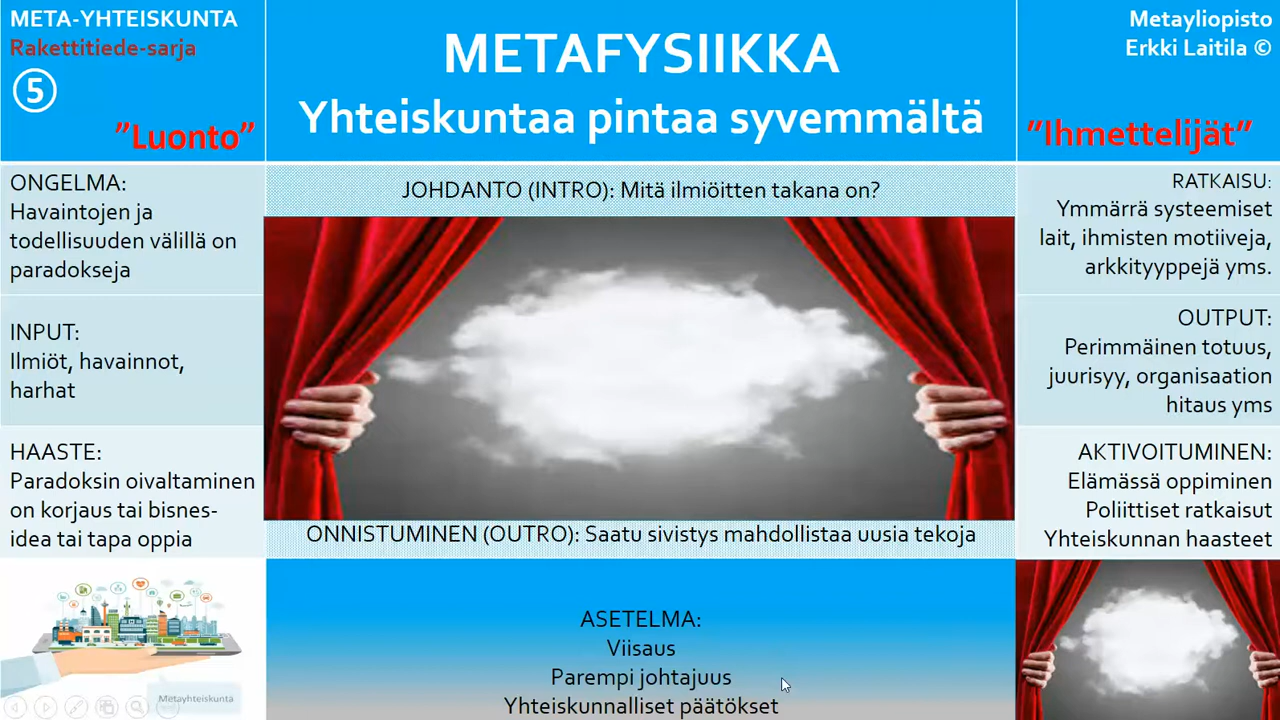 META-YHTEISKUNTA
Rakettitiede-sarja
5
”Luonto”
METAFYSIIKKA
Yhteiskuntaa pintaa syvemmältä
Metayliopisto
Erkki Laitila ©
”Ihmettelijät”
ONGELMA:
Havaintojen ja
todellisuuden välillä on
paradokseja
INPUT:
Ilmiöt, havainnot,
harhat
HAASTE:
Paradoksin oivaltaminen
on korjaus tai bisnes-
idea tai tapa oppia
JOHDANTO (INTRO): Mitä ilmiöitten takana on?
ONNISTUMINEN (OUTRO): Saatu sivistys mahdollistaa uusia tekoja
RATKAISU:
Ymmärrä systeemiset
lait, ihmisten motiiveja,
arkkityyppejä yms.
OUTPUT:
Perimmäinen totuus,
juurisyy, organisaation
hitaus yms
AKTIVOITUMINEN:
Elämässä oppiminen
Poliittiset ratkaisut
Yhteiskunnan haasteet
Metayhteiskunta
ASETELMA:
Viisaus
Parempi johtajuus
Yhteiskunnalliset päätökset